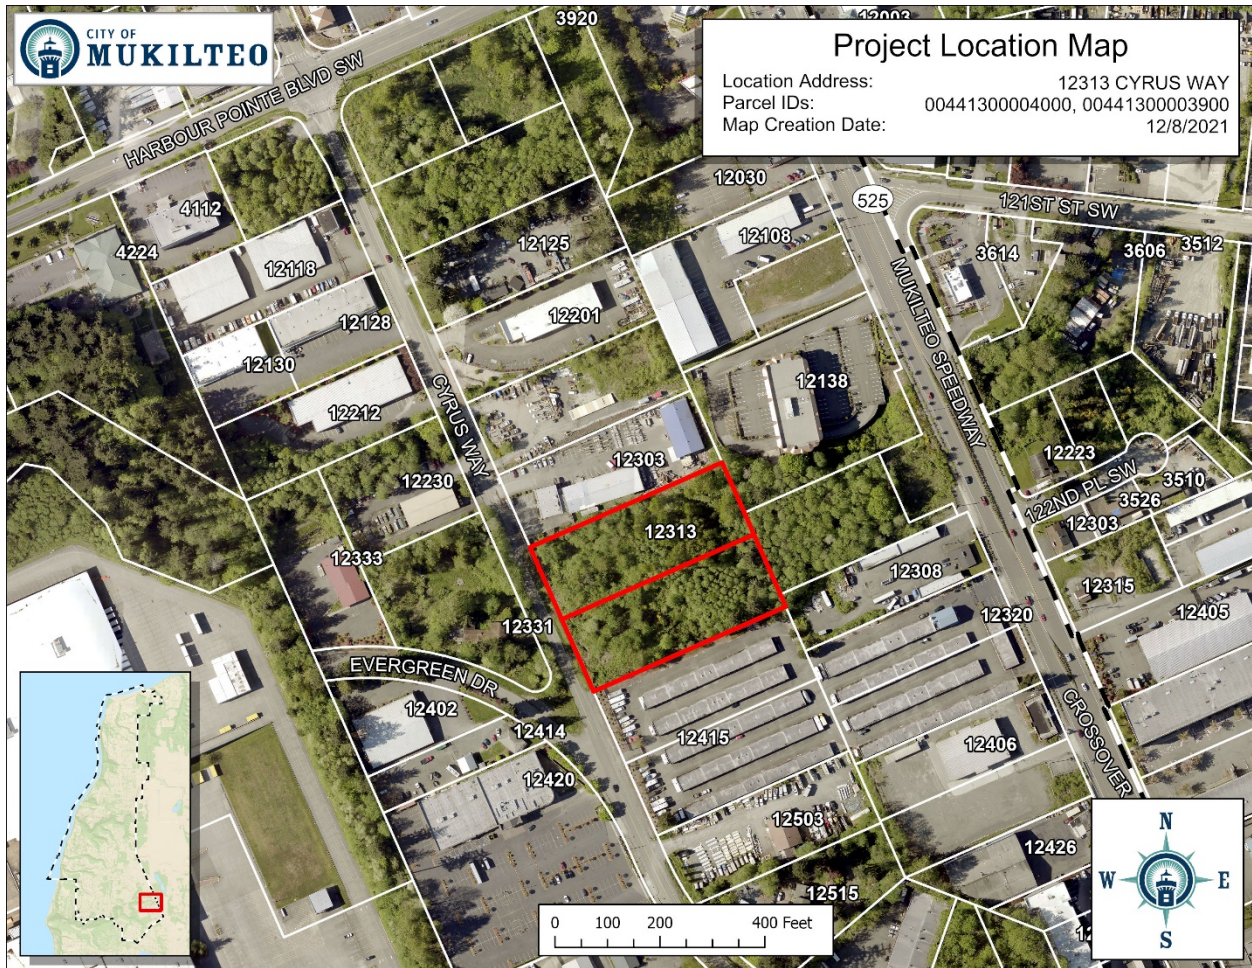 CITY OF
MUKILTEO
Project Location Map
Location Address: 12313 CYRUS WAY
Parcel IDs: 00441300004000, 00441300003900
Map Creation Date: 12/8/2021
3920
12003
HARBOUR POINTE BLVD SW
12030
525
121ST ST SW
4112
4224
12118
12125
12108
3614
3606
3512
MUKILTEO SPEEDWAY
12128
12201
12130
12138
12212
CYRUS WAY
12303
12223
12230
122ND PL SW
3510
3526
12303
12313
12333
12308
12315
12331
12320
12405
EVERGREEN DR
12402
12414
12415
12406
CROSSOVER
12420
12503
12426
12515
0 100 200 400 Feet
N
W E
S